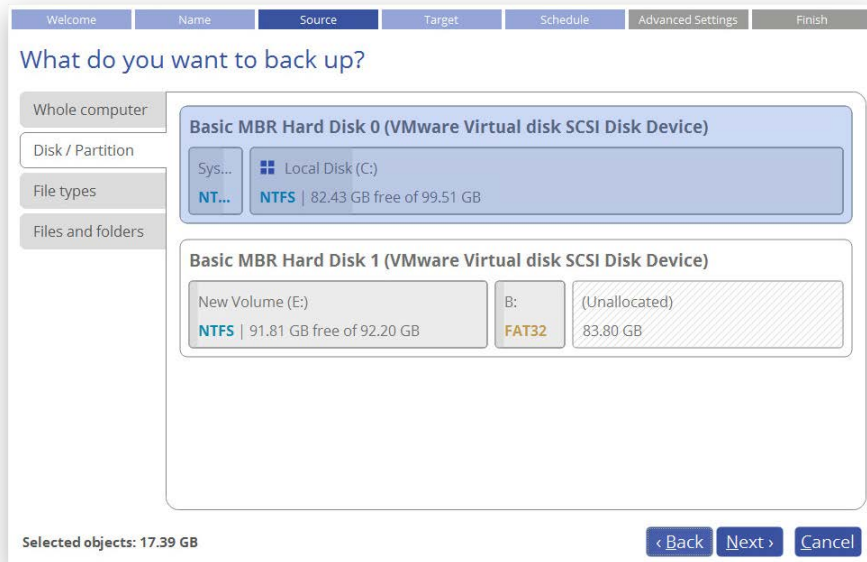 Welcome Name Source Target Schedule Advanced Settings Finish
What do you want to back up?
Whole computer
Disk / Partition
File types
Files and folders
Basic MBR Hard Disk 0 (VMware Virtual disk SCSI Disk Device)
Sys... Local Disk (C:)
NT... NTFS | 82.43 GB free of 99.51 GB
Basic MBR Hard Disk 1 (VMware Virtual disk SCSI Disk Device)
New Volume (E:) B: (Unallocated)
NTFS | 91.81 GB free of 92.20 GB FAT32 83.80 GB
Selected objects: 17.39 GB
‹ Back Next › Cancel